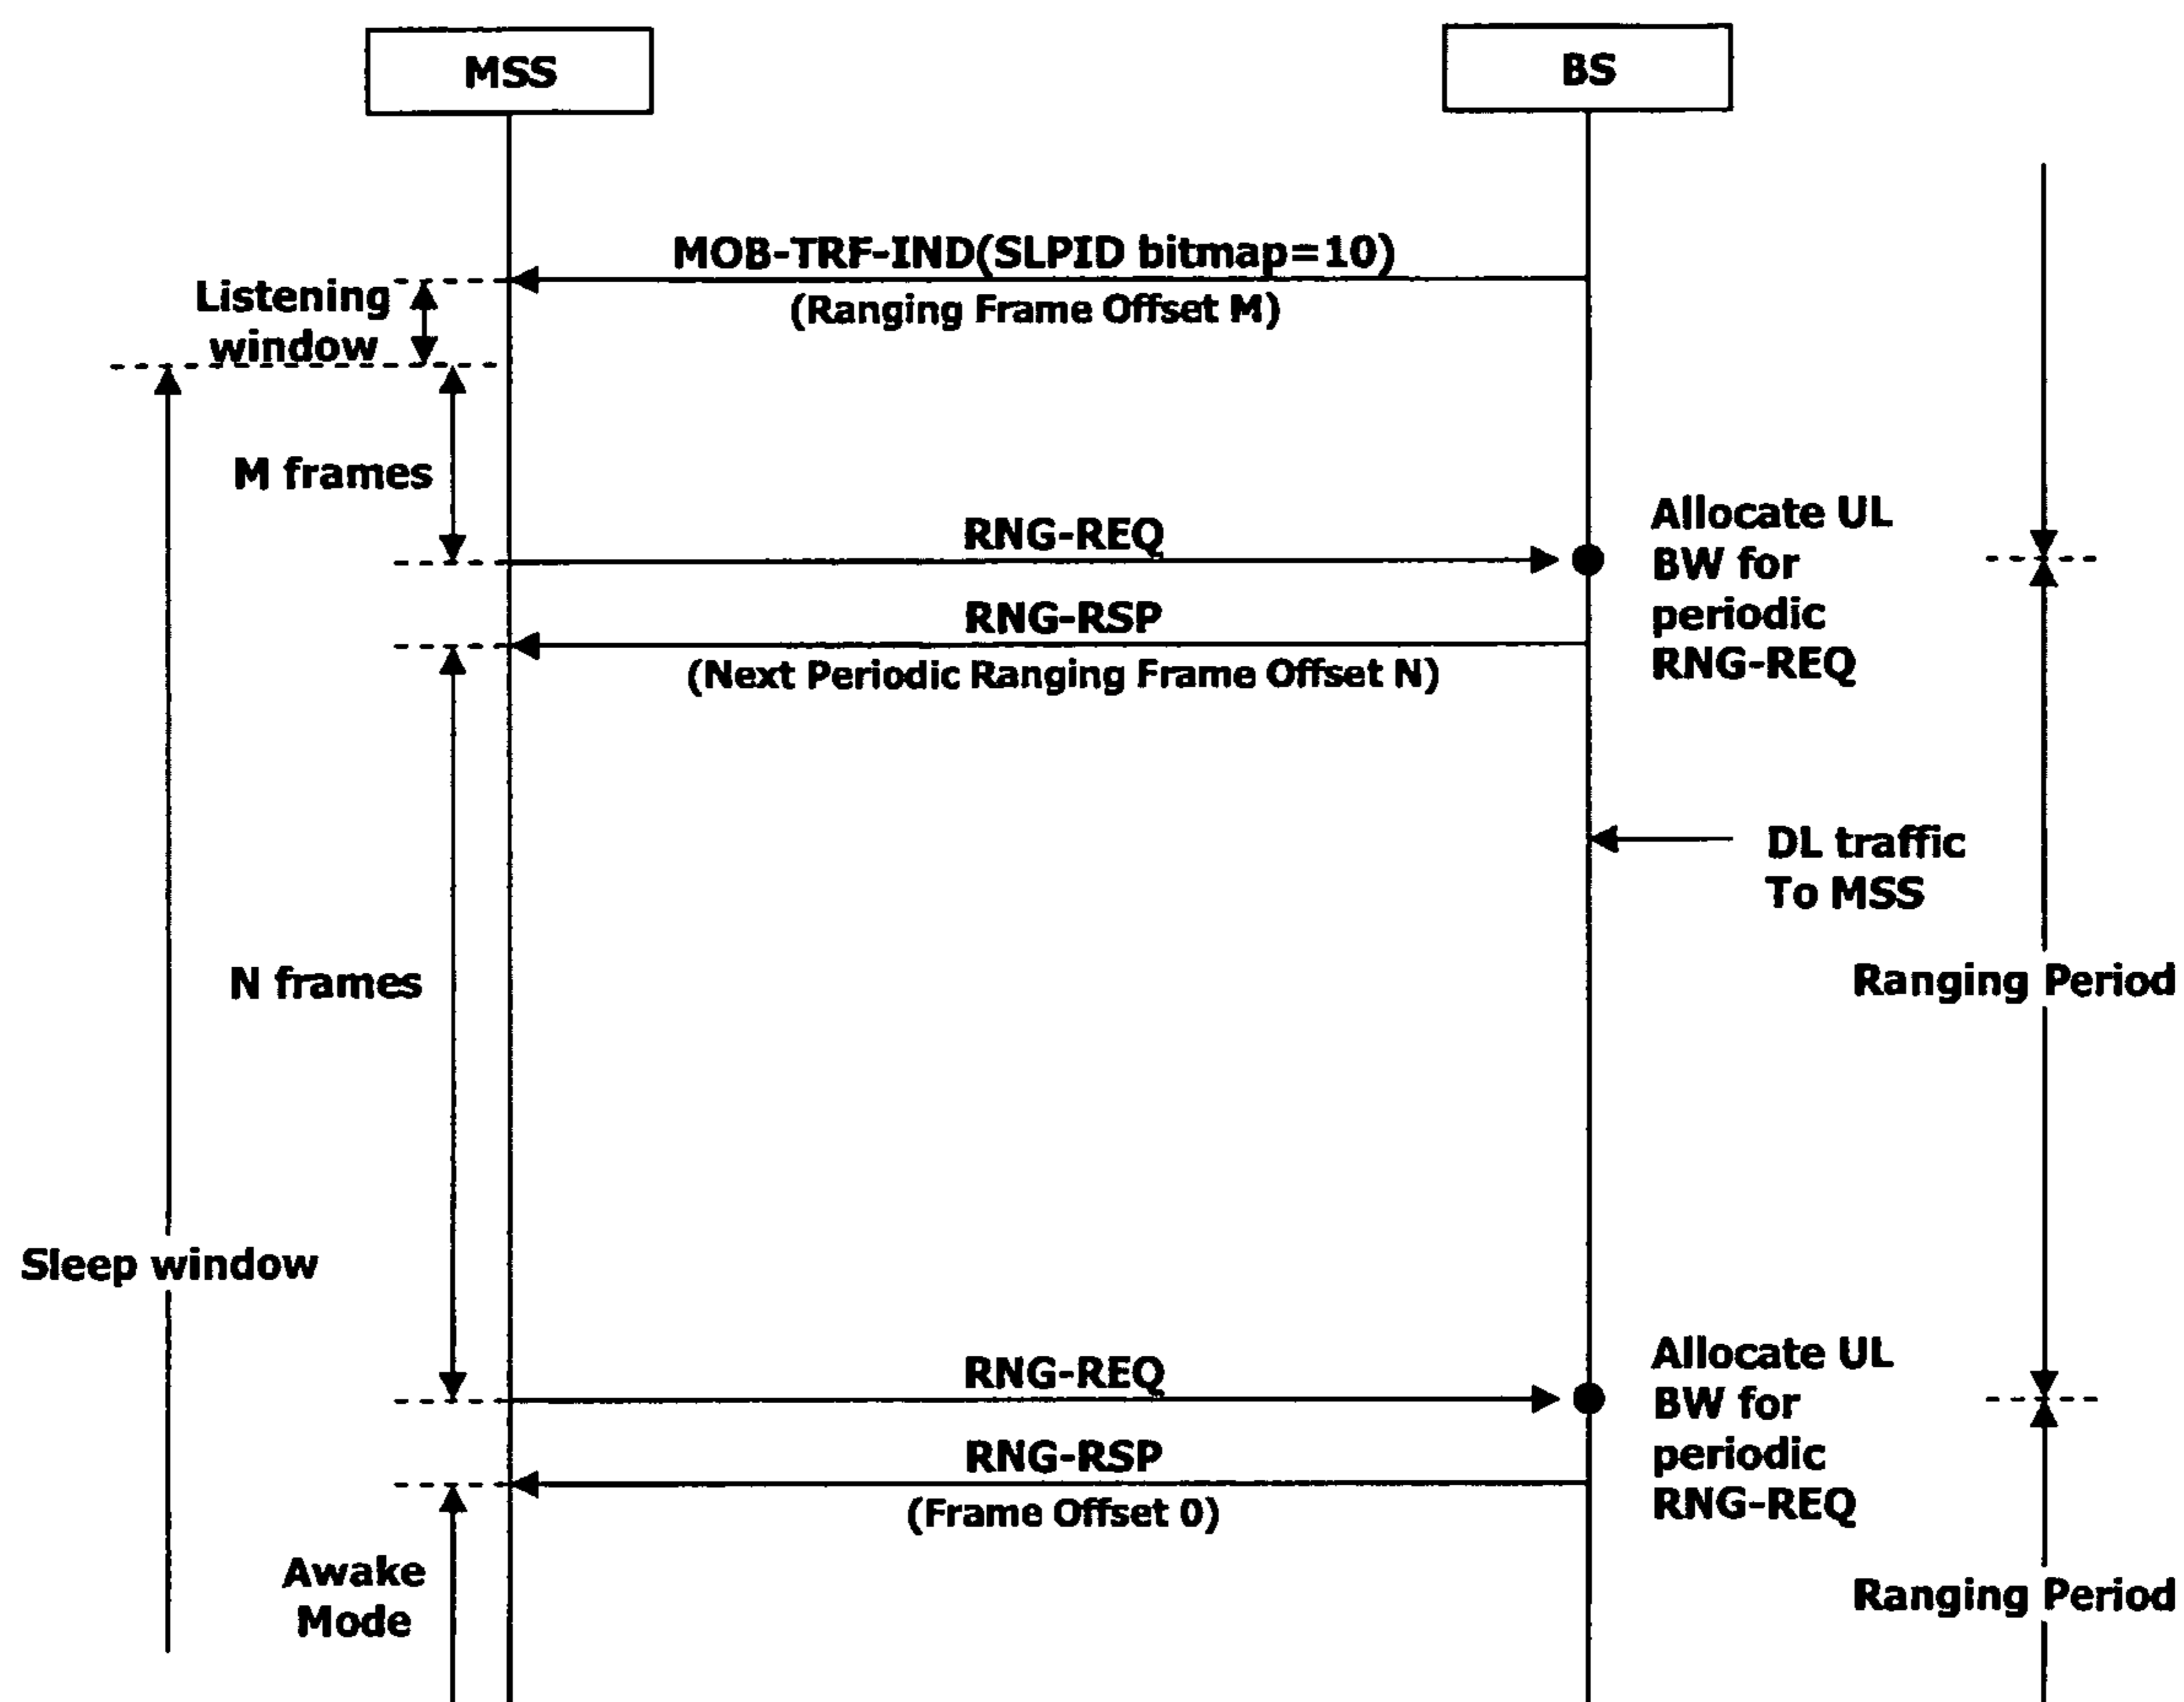 MSS
BS
MOB-TRF-IND(SLPID bitmap=10)
(Ranging Frame Offset M)
Listening
window
M frames
RNG-REQ
Allocate UL
BW for
periodic
RNG-REQ
RNG-RSP
(Next Periodic Ranging Frame Offset N)
DL traffic
To MSS
N frames
Ranging Period
Sleep window
RNG-REQ
Allocate UL
BW for
periodic
RNG-REQ
RNG-RSP
(Frame Offset 0)
Awake
Mode
Ranging Period